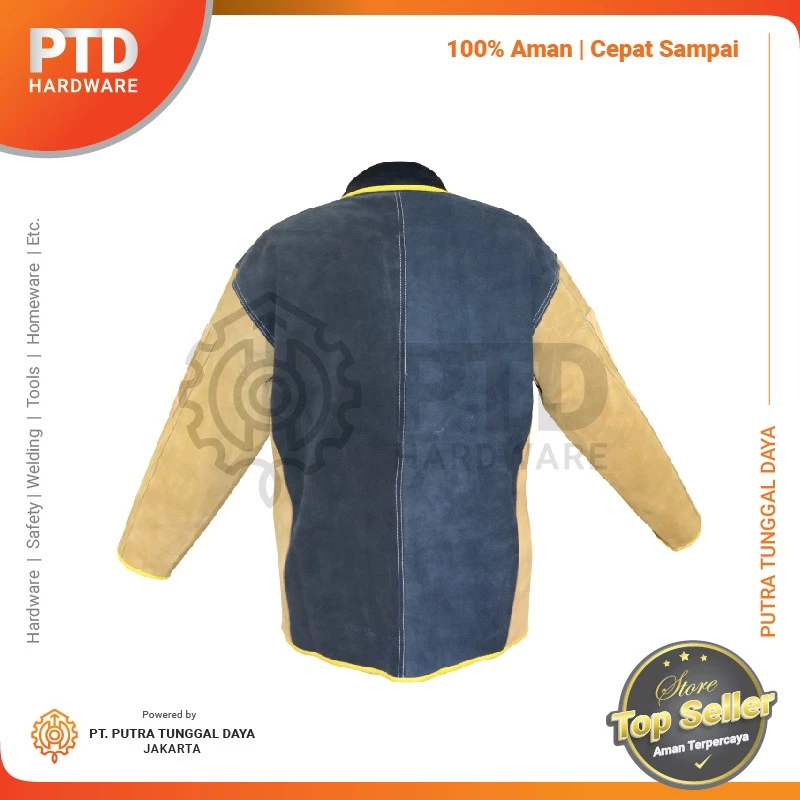 PTD
HARDWARE
100% Aman | Cepat Sampai
Hardware | Safety | Welding | Tools | Homeware | Etc.
PTD
HARDWARE
PUTRA TUNGGAL DAYA
Store
Top Seller
Aman Terpercaya
Powered by
PT. PUTRA TUNGGAL DAYA
JAKARTA